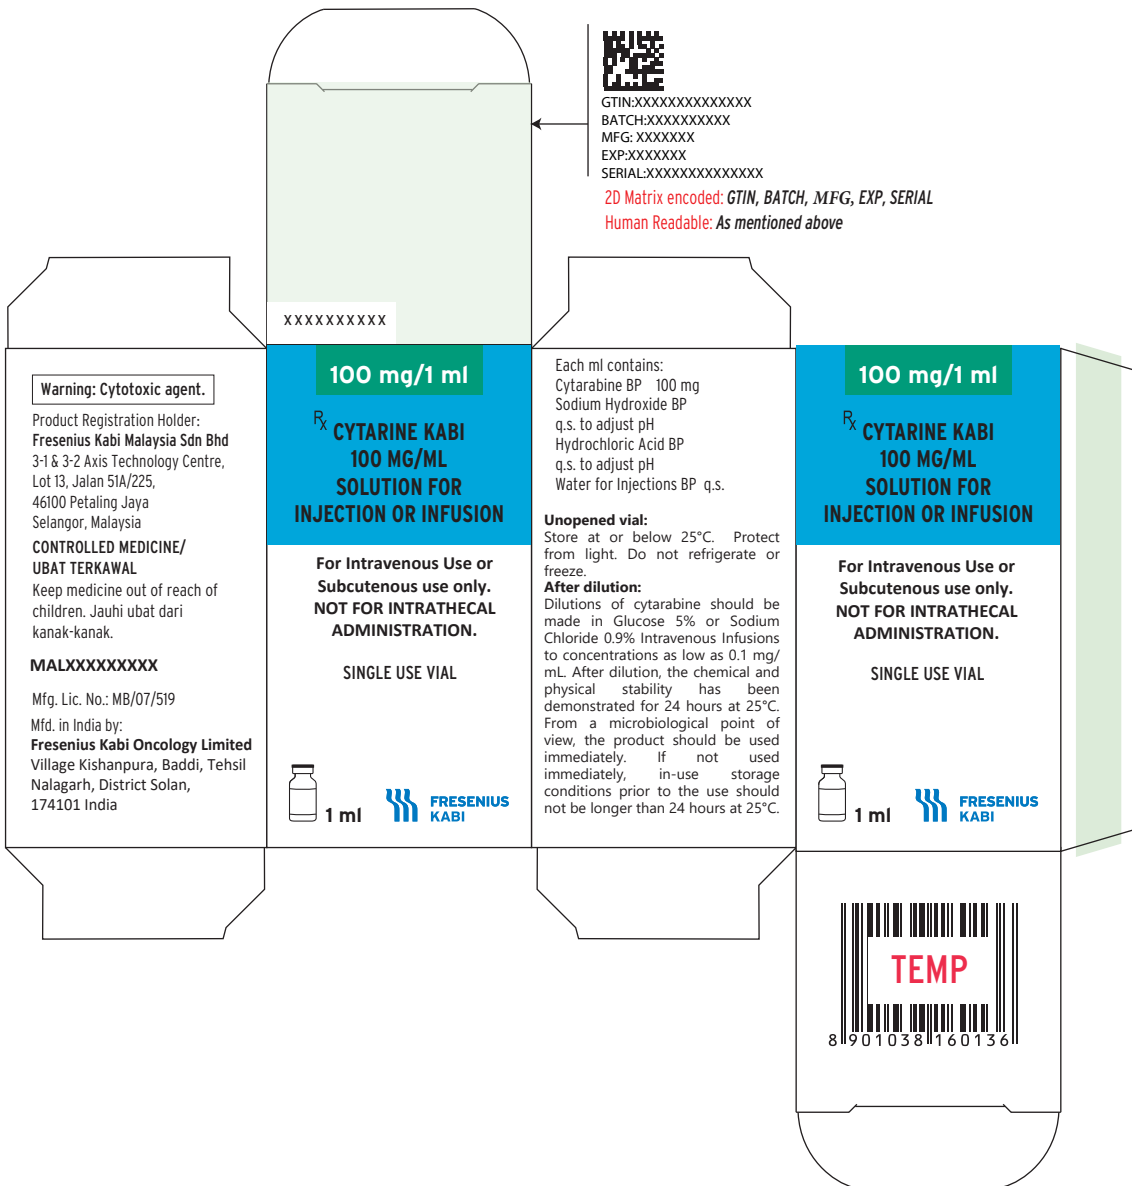 GTIN:XXXXXXXXXXXXXX
BATCH:XXXXXXXXXX
MFG: XXXXXXX
EXP:XXXXXXX
SERIAL:XXXXXXXXXXXXXX
2D Matrix encoded: GTIN, BATCH, MFG, EXP, SERIAL
Human Readable: As mentioned above
XXXXXXXXXX
Warning: Cytotoxic agent.
Product Registration Holder:
Fresenius Kabi Malaysia Sdn Bhd
3-1 & 3-2 Axis Technology Centre,
Lot 13, Jalan 51A/225,
46100 Petaling Jaya
Selangor, Malaysia
CONTROLLED MEDICINE/
UBAT TERKAWAL
Keep medicine out of reach of
children. Jauhi ubat dari
kanak-kanak.
MALXXXXXXXXX
Mfg. Lic. No.: MB/07/519
Mfd. in India by:
Fresenius Kabi Oncology Limited
Village Kishanpura, Baddi, Tehsil
Nalagarh, District Solan,
174101 India
100 mg/1 ml
Rx CYTARINE KABI
100 MG/ML
SOLUTION FOR
INJECTION OR INFUSION
For Intravenous Use or
Subcutenous use only.
NOT FOR INTRATHECAL
ADMINISTRATION.
SINGLE USE VIAL
1 ml
FRESENIUS
KABI
Each ml contains:
Cytarabine BP 100 mg
Sodium Hydroxide BP
q.s. to adjust pH
Hydrochloric Acid BP
q.s. to adjust pH
Water for Injections BP q.s.
Unopened vial:
Store at or below 25°C. Protect
from light. Do not refrigerate or
freeze.
After dilution:
Dilutions of cytarabine should be
made in Glucose 5% or Sodium
Chloride 0.9% Intravenous Infusions
to concentrations as low as 0.1 mg/
mL. After dilution, the chemical and
physical stability has been
demonstrated for 24 hours at 25°C.
From a microbiological point of
view, the product should be used
immediately. If not used
immediately, in-use storage
conditions prior to the use should
not be longer than 24 hours at 25°C.
100 mg/1 ml
Rx CYTARINE KABI
100 MG/ML
SOLUTION FOR
INJECTION OR INFUSION
For Intravenous Use or
Subcutenous use only.
NOT FOR INTRATHECAL
ADMINISTRATION.
SINGLE USE VIAL
1 ml
FRESENIUS
KABI
TEMP
8 901038 160136